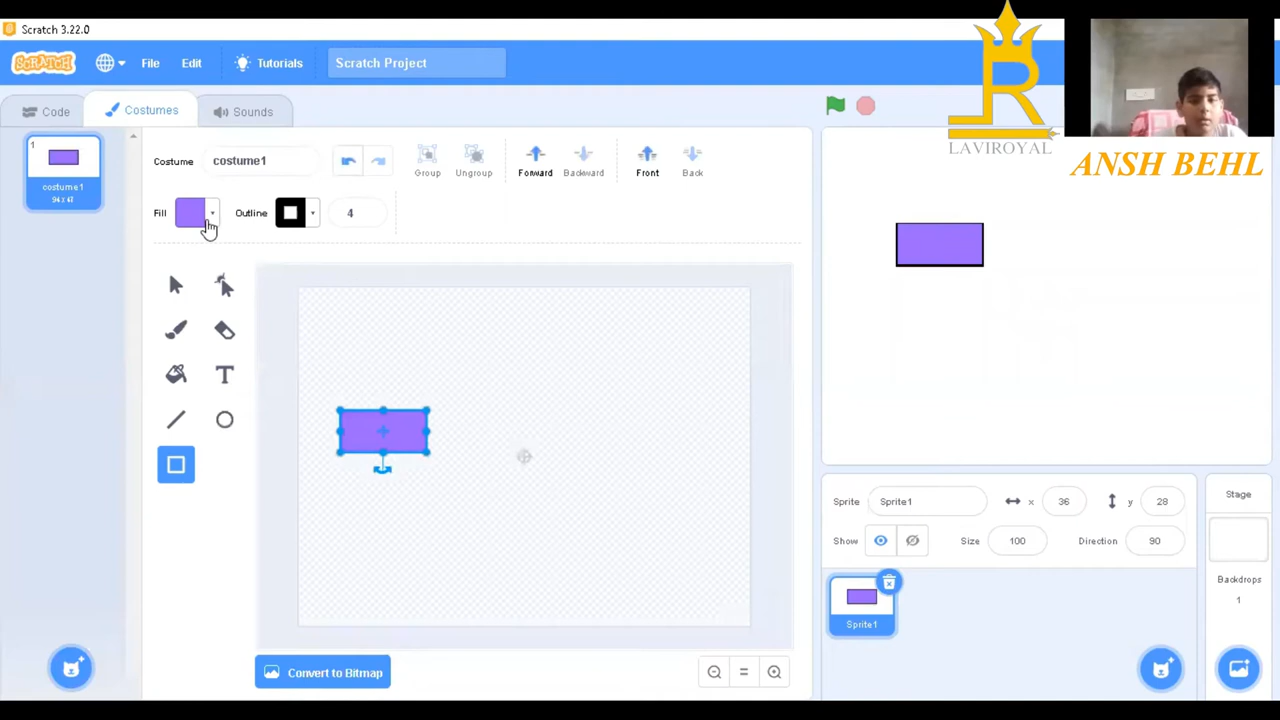 Scratch 3.22.0
SCRATCH
File
Edit
Tutorials
Scratch Project
R
LAVIROYAL
ANSH BEHL
Code
Costumes
Sounds
1
costume1
Costume
costume1
Group
Ungroup
Forward
Backward
Front
Back
Fill
Outline
4
T
Convert to Bitmap
Sprite
Sprite1
x
36
y
28
Show
Size
100
Direction
90
Sprite1
Stage
Backdrops
1